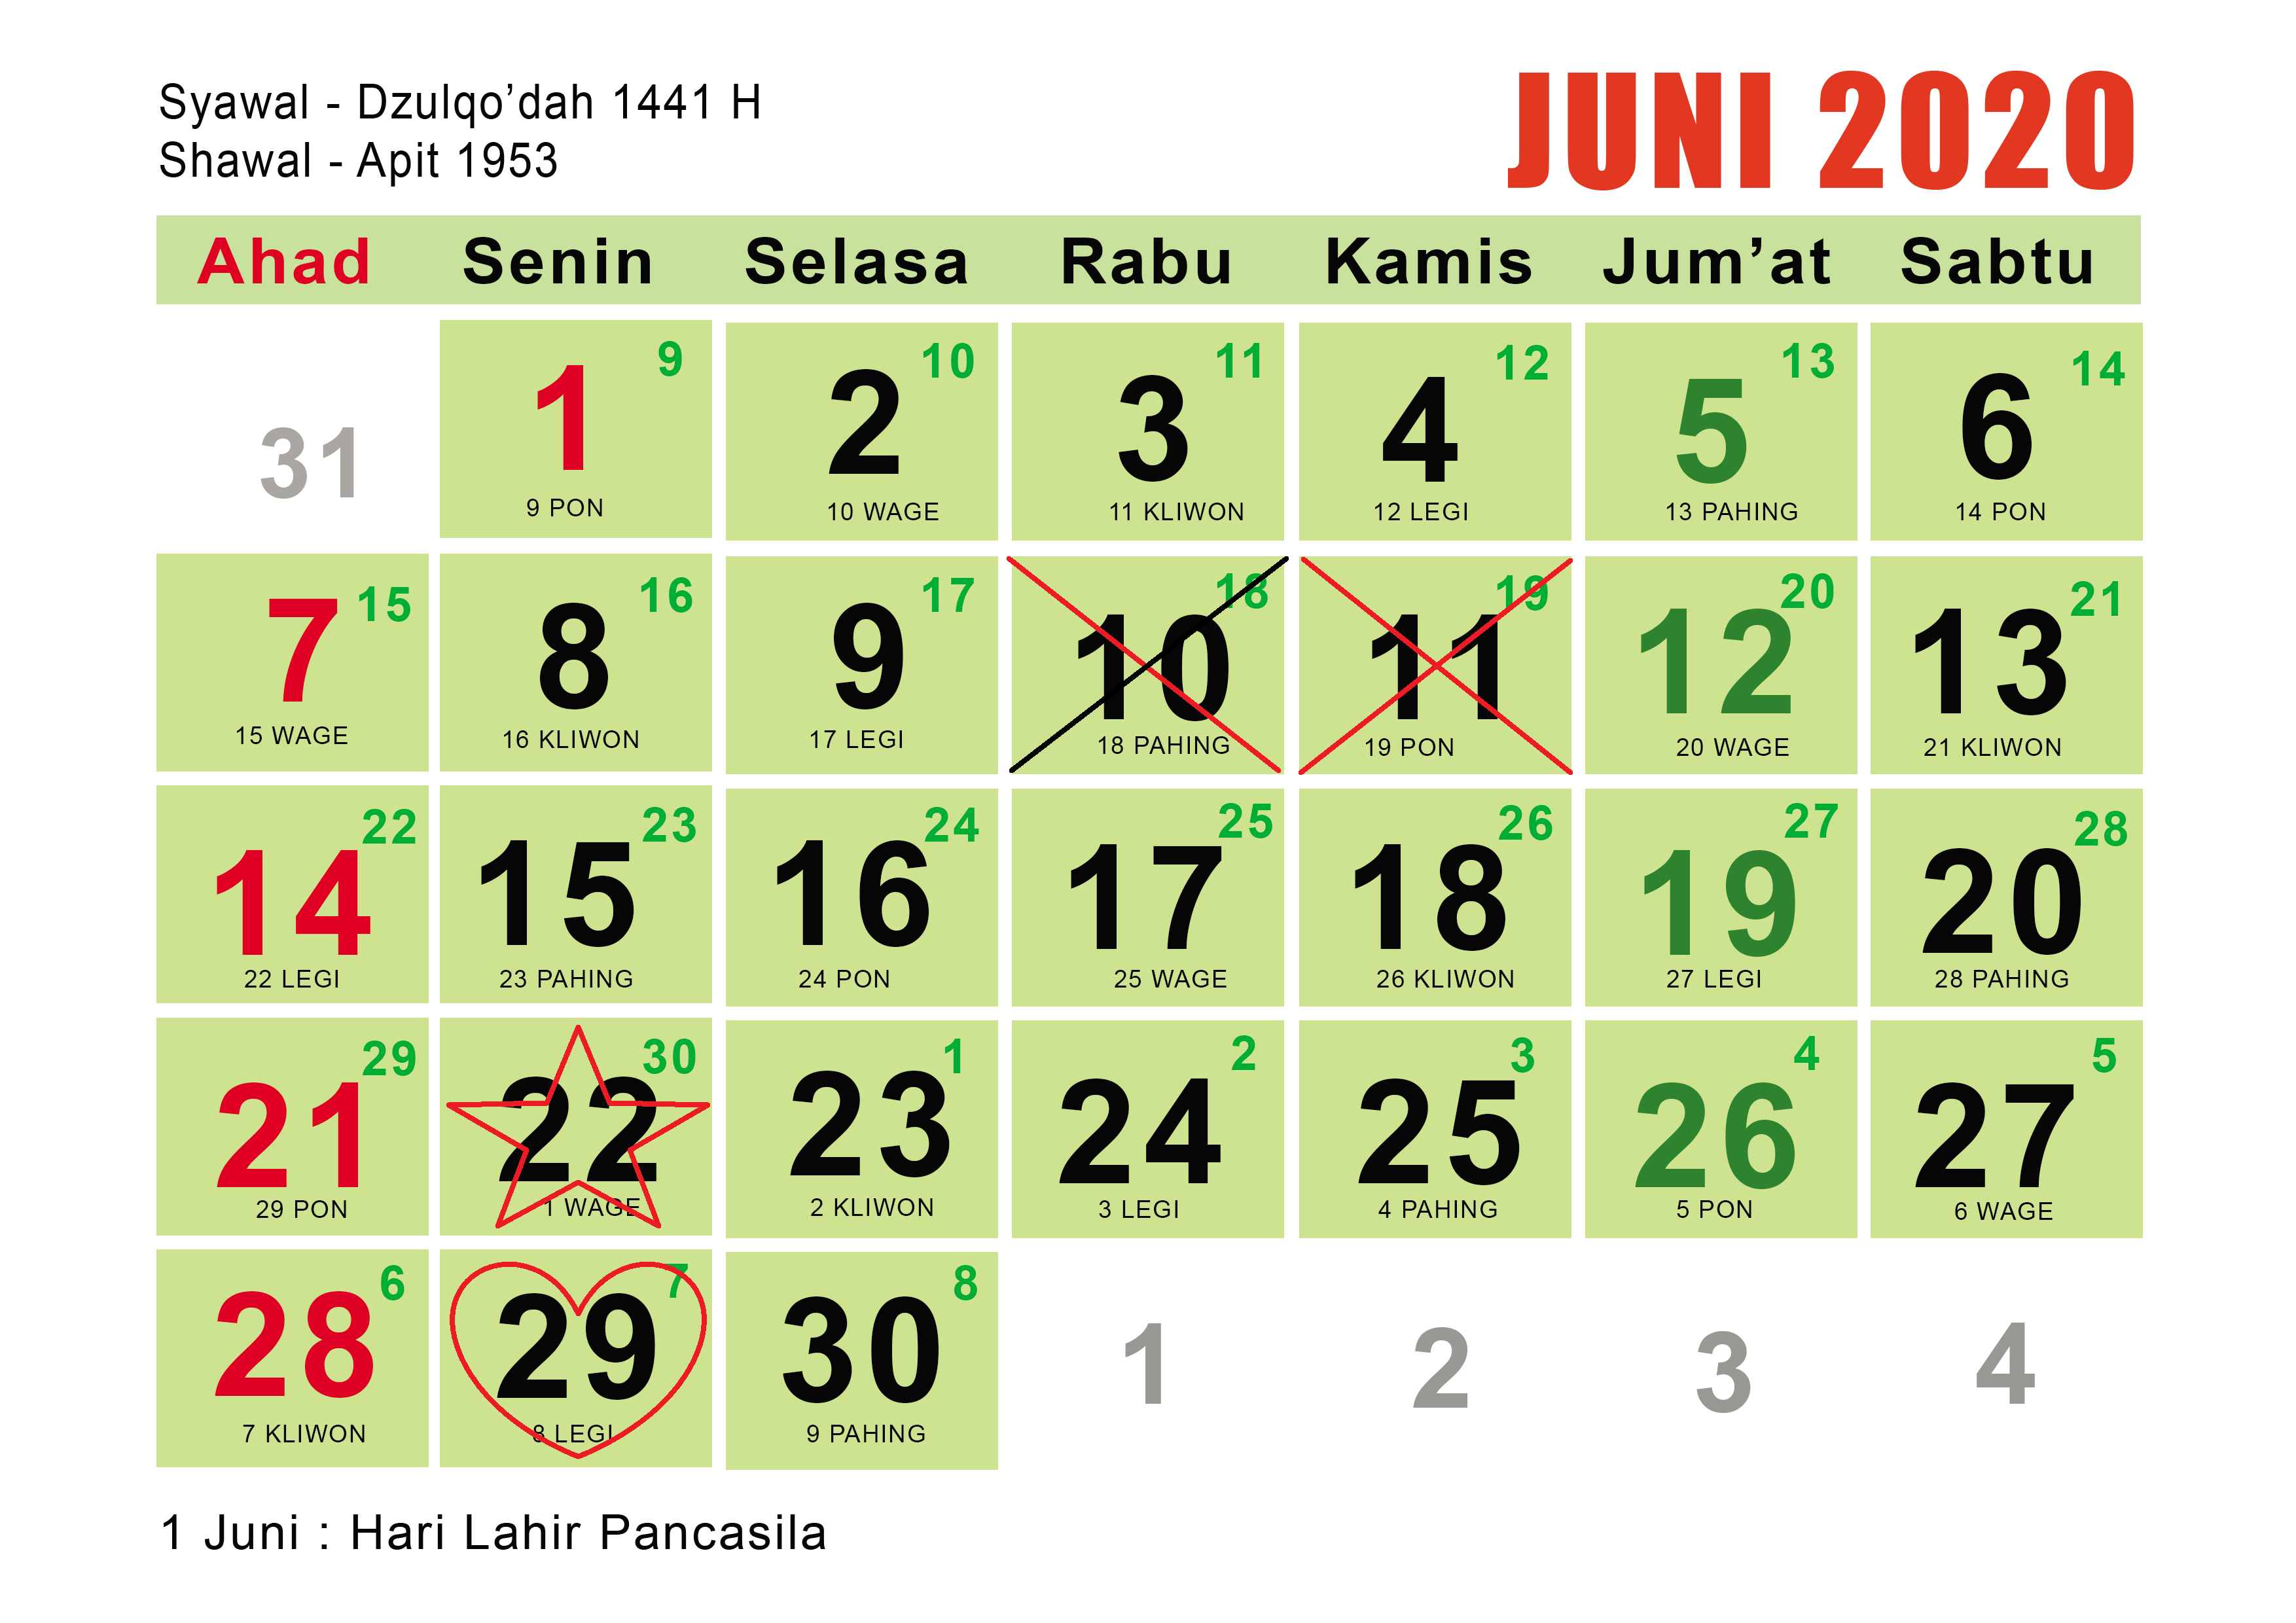 Syawal - Dzulqo’dah 1441 H
Shawal - Apit 1953
JUNI 2020
Ahad Senin Selasa Rabu Kamis Jum’at Sabtu
9 10 11 12 13 14
31 1 2 3 4 5 6
9 PON 10 WAGE 11 KLIWON 12 LEGI 13 PAHING 14 PON
15 16 17 18 19 20 21
7 8 9 10 11 12 13
15 WAGE 16 KLIWON 17 LEGI 18 PAHING 19 PON 20 WAGE 21 KLIWON
22 23 24 25 26 27 28
14 15 16 17 18 19 20
22 LEGI 23 PAHING 24 PON 25 WAGE 26 KLIWON 27 LEGI 28 PAHING
29 30 1 2 3 4 5
21 22 23 24 25 26 27
29 PON 1 WAGE 2 KLIWON 3 LEGI 4 PAHING 5 PON 6 WAGE
6 7 8
28 29 30 1 2 3 4
7 KLIWON 8 LEGI 9 PAHING
1 Juni : Hari Lahir Pancasila